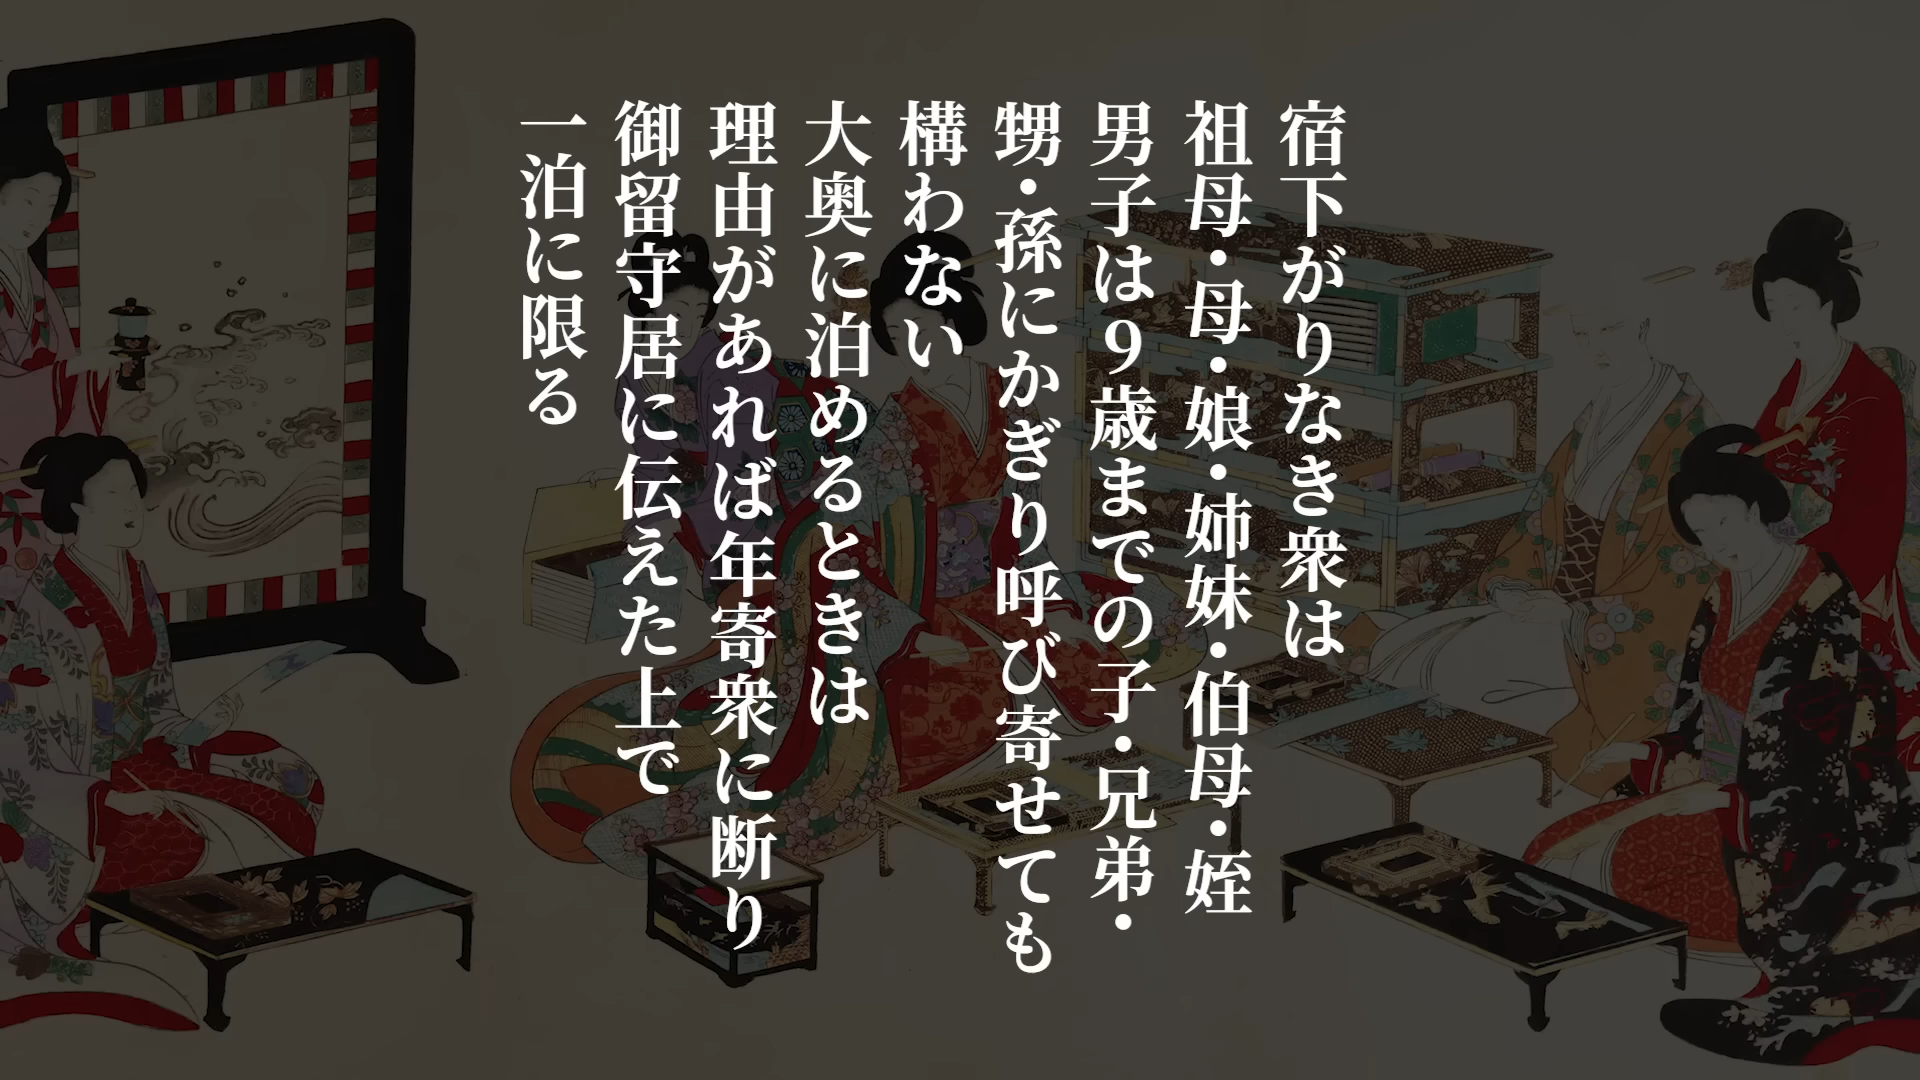 宿下がりなき衆は
祖母・母・娘・姉妹・伯母・姪
男子は９歳までの子・兄弟・
甥・孫にかぎり呼び寄せても
構わない
大奥に泊めるときは
理由があれば年寄衆に断り
御留守居に伝えた上で
一泊に限る